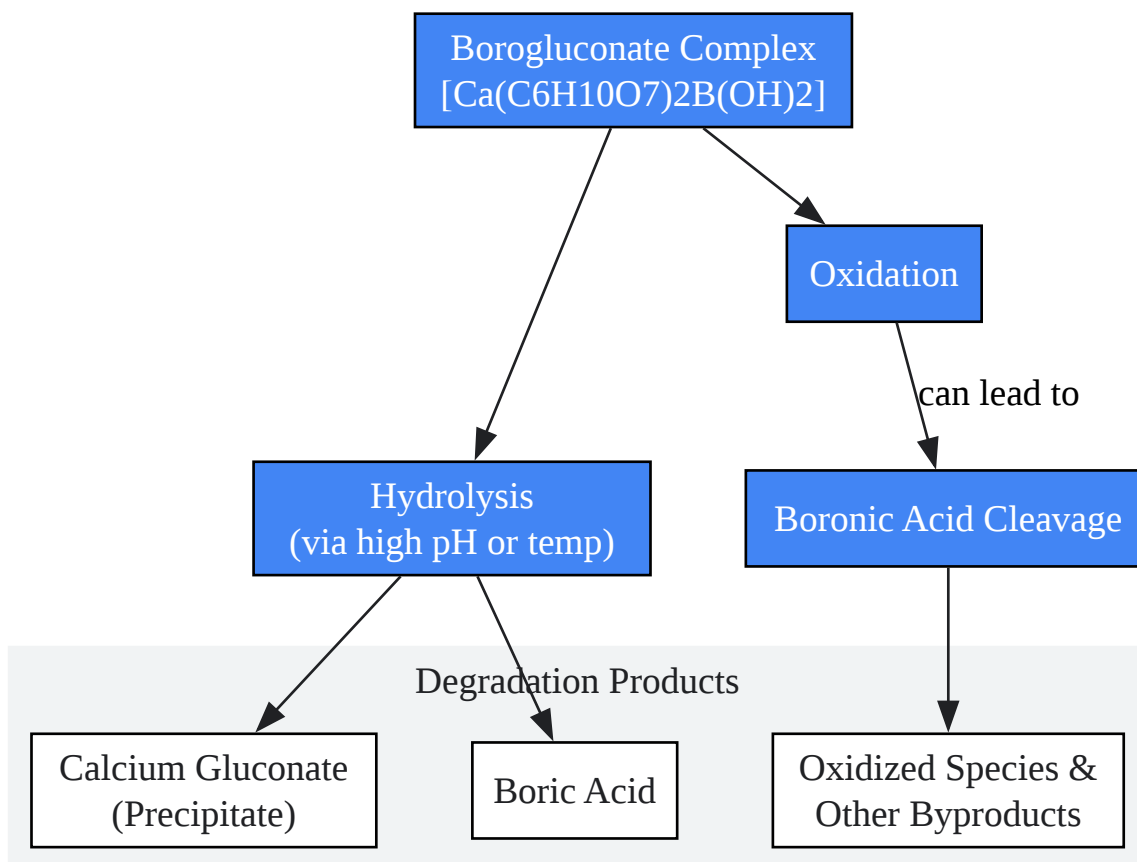 Borogluconate Complex
[Ca(C6H10O7)2B(OH)2]
Oxidation
can lead to
Hydrolysis
(via high pH or temp)
Boronic Acid Cleavage
Degradation Products
Calcium Gluconate
(Precipitate)
Boric Acid
Oxidized Species &
Other Byproducts